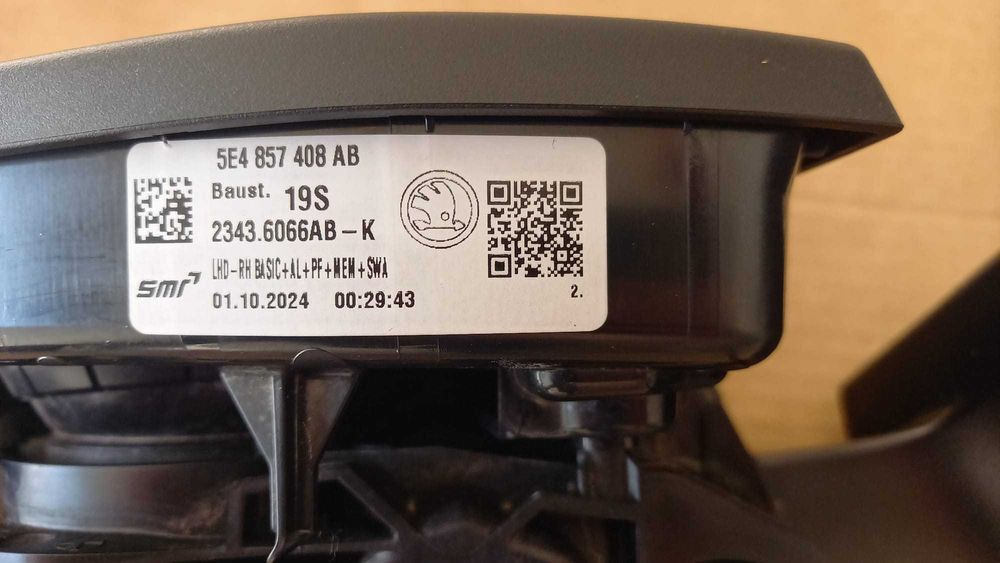 5E4 857 408 AB
Baust. 19S
2343.6066AB-K
LHD-RH BASIC+AL+PF+MEM+SWA
smr
01.10.2024 00:29:43
2.